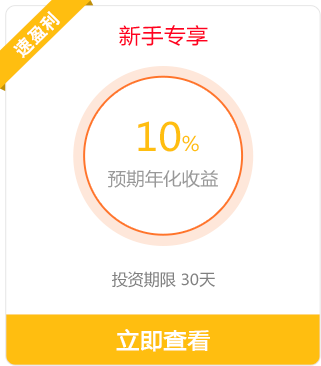 速盈利
新手专享
10%
预期年化收益
投资期限 30天
立即查看